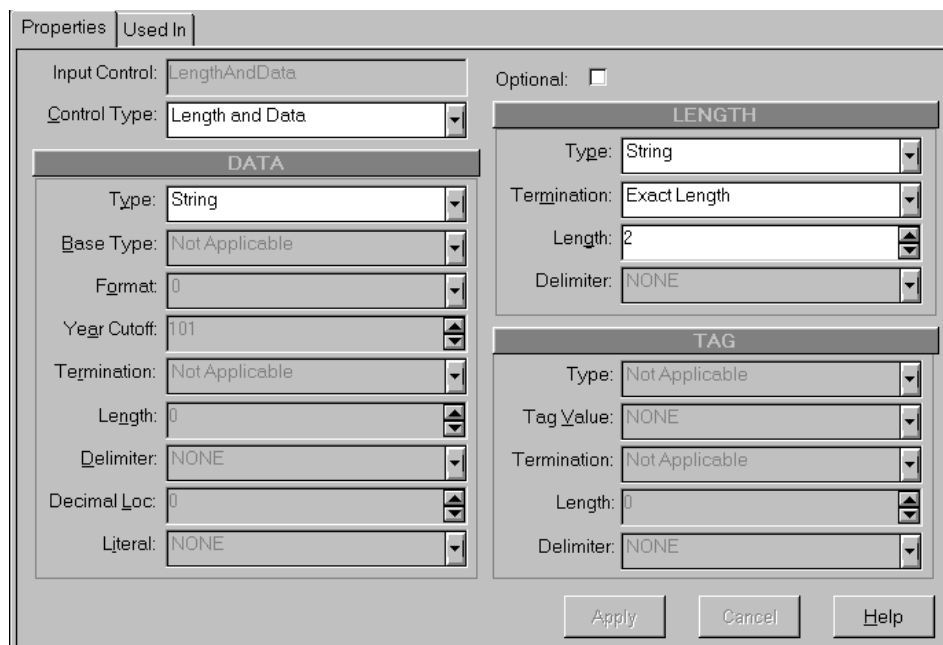 Properties Used In
Input Control: LengthAndData
Optional:
Control Type: Length and Data
DATA
Type: String
Base Type: Not Applicable
Format: 0
Year Cutoff: 101
Termination: Not Applicable
Length: 0
Delimiter: NONE
Decimal Loc: 0
Literal: NONE
LENGTH
Type: String
Termination: Exact Length
Length: 2
Delimiter: NONE
TAG
Type: Not Applicable
Tag Value: NONE
Termination: Not Applicable
Length: 0
Delimiter: NONE
Apply Cancel Help